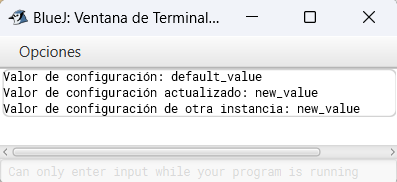 BlueJ: Ventana de Terminal...
Opciones
Valor de configuración: default_value
Valor de configuración actualizado: new_value
Valor de configuración de otra instancia: new_value
Can only enter input while your program is running